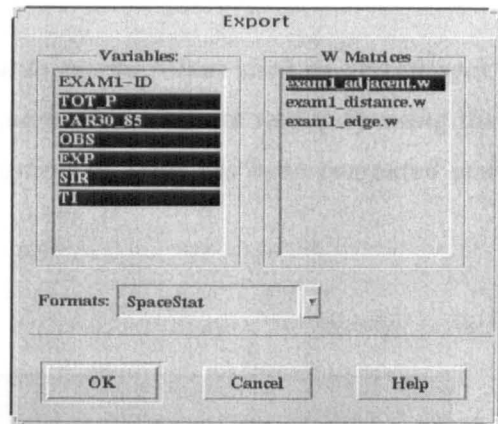 Export
Variables:
EXAM1-ID
TOT_P
PAR30_85
OBS
EXP
SIR
TI
W Matrices
exam1_adjacent.w
exam1_distance.w
exam1_edge.w
Formats: SpaceStat
OK Cancel Help